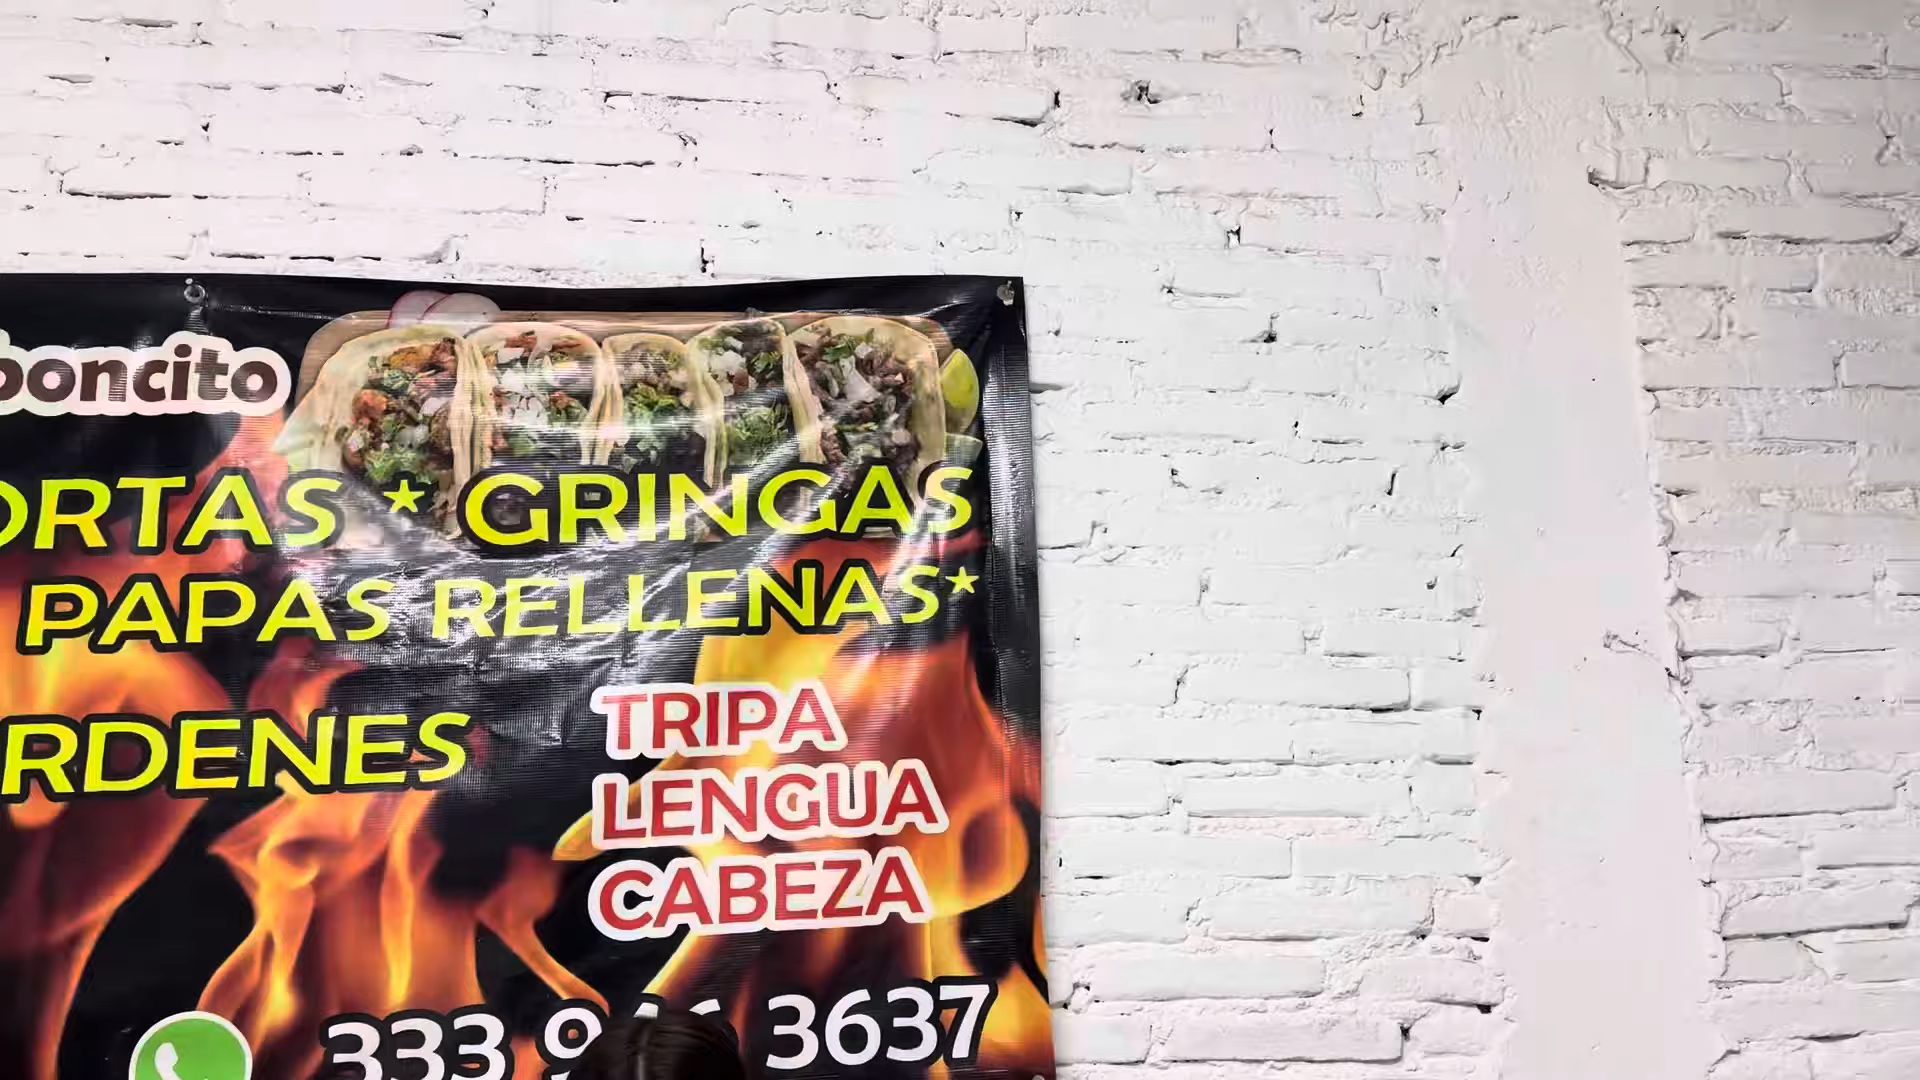 boncito
ORTAS * GRINGAS
PAPAS RELLENAS*
RDENES
TRIPA
LENGUA
CABEZA
333 3637